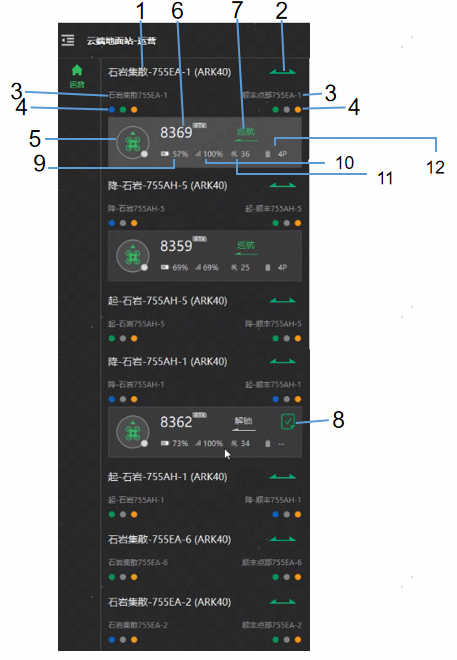 1 6 7 2
云端地面站-运营
石岩集散-755EA-1 (ARK40)
运营
3 石岩集散755EA-1 顺丰点部755EA-1 3
4 4
5 8369 RTK 巡航
57% 100% 36 4P
9 10 11 12
降-石岩-755AH-5 (ARK40)
降-石岩755AH-5 起-顺丰755AH-5
8359 RTK 巡航
69% 69% 25 4P
起-石岩-755AH-5 (ARK40)
起-石岩755AH-5 降-顺丰755AH-5
降-石岩-755AH-1 (ARK40)
降-石岩-755AH-1 起-顺丰755AH-1
8362 RTK 解锁 8
73% 100% 34 --
起-石岩-755AH-1 (ARK40)
起-石岩-755AH-1 降-顺丰755AH-1
石岩集散-755EA-6 (ARK40)
石岩集散755EA-6 顺丰点部755EA-6
石岩集散-755EA-2 (ARK40)
石岩集散755EA-2 顺丰点部755EA-2